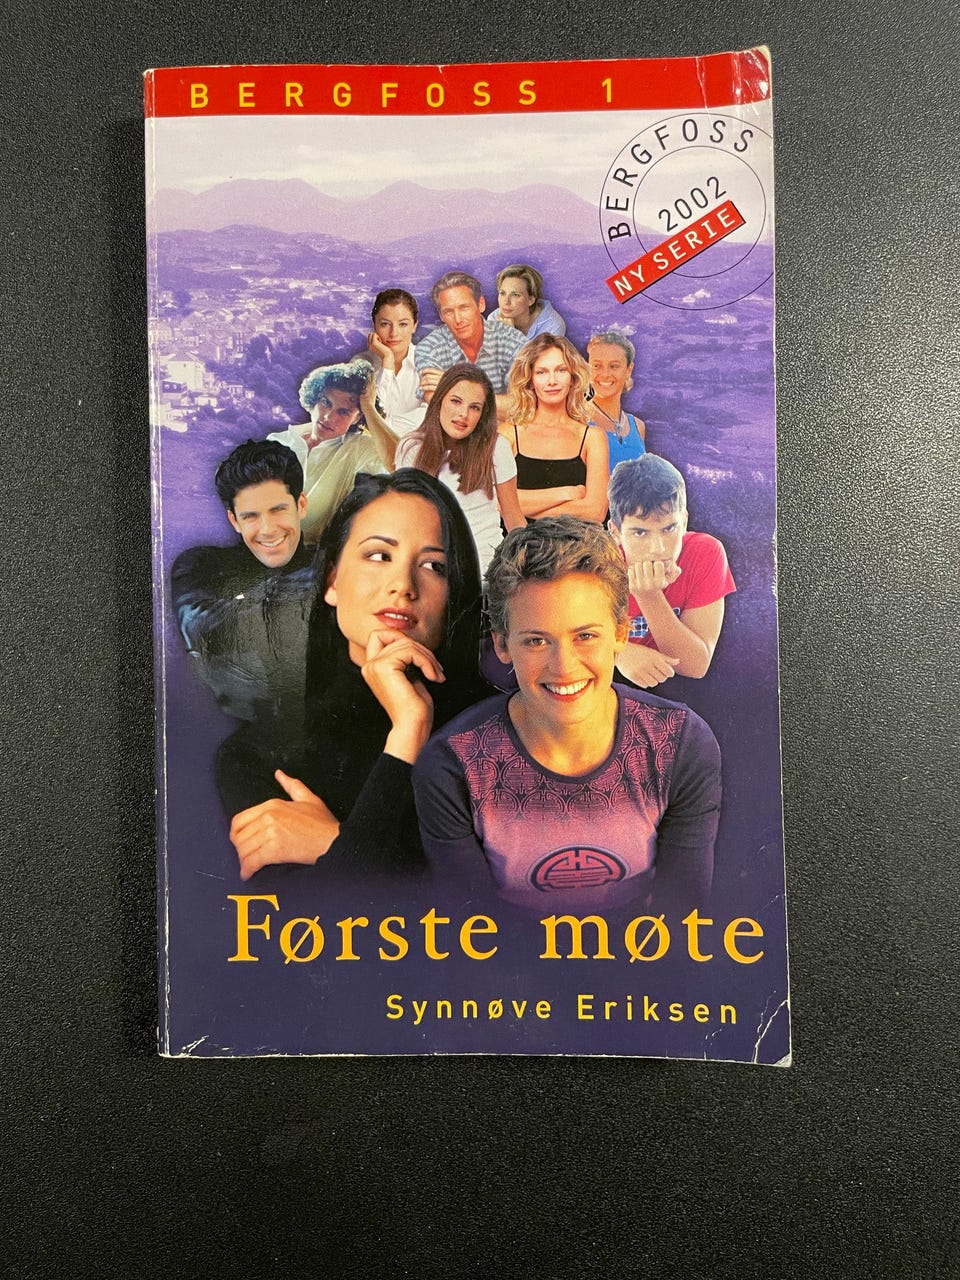 BERGFOSS 1
BERGFOSS
2002
NY SERIE
Første møte
Synnøve Eriksen